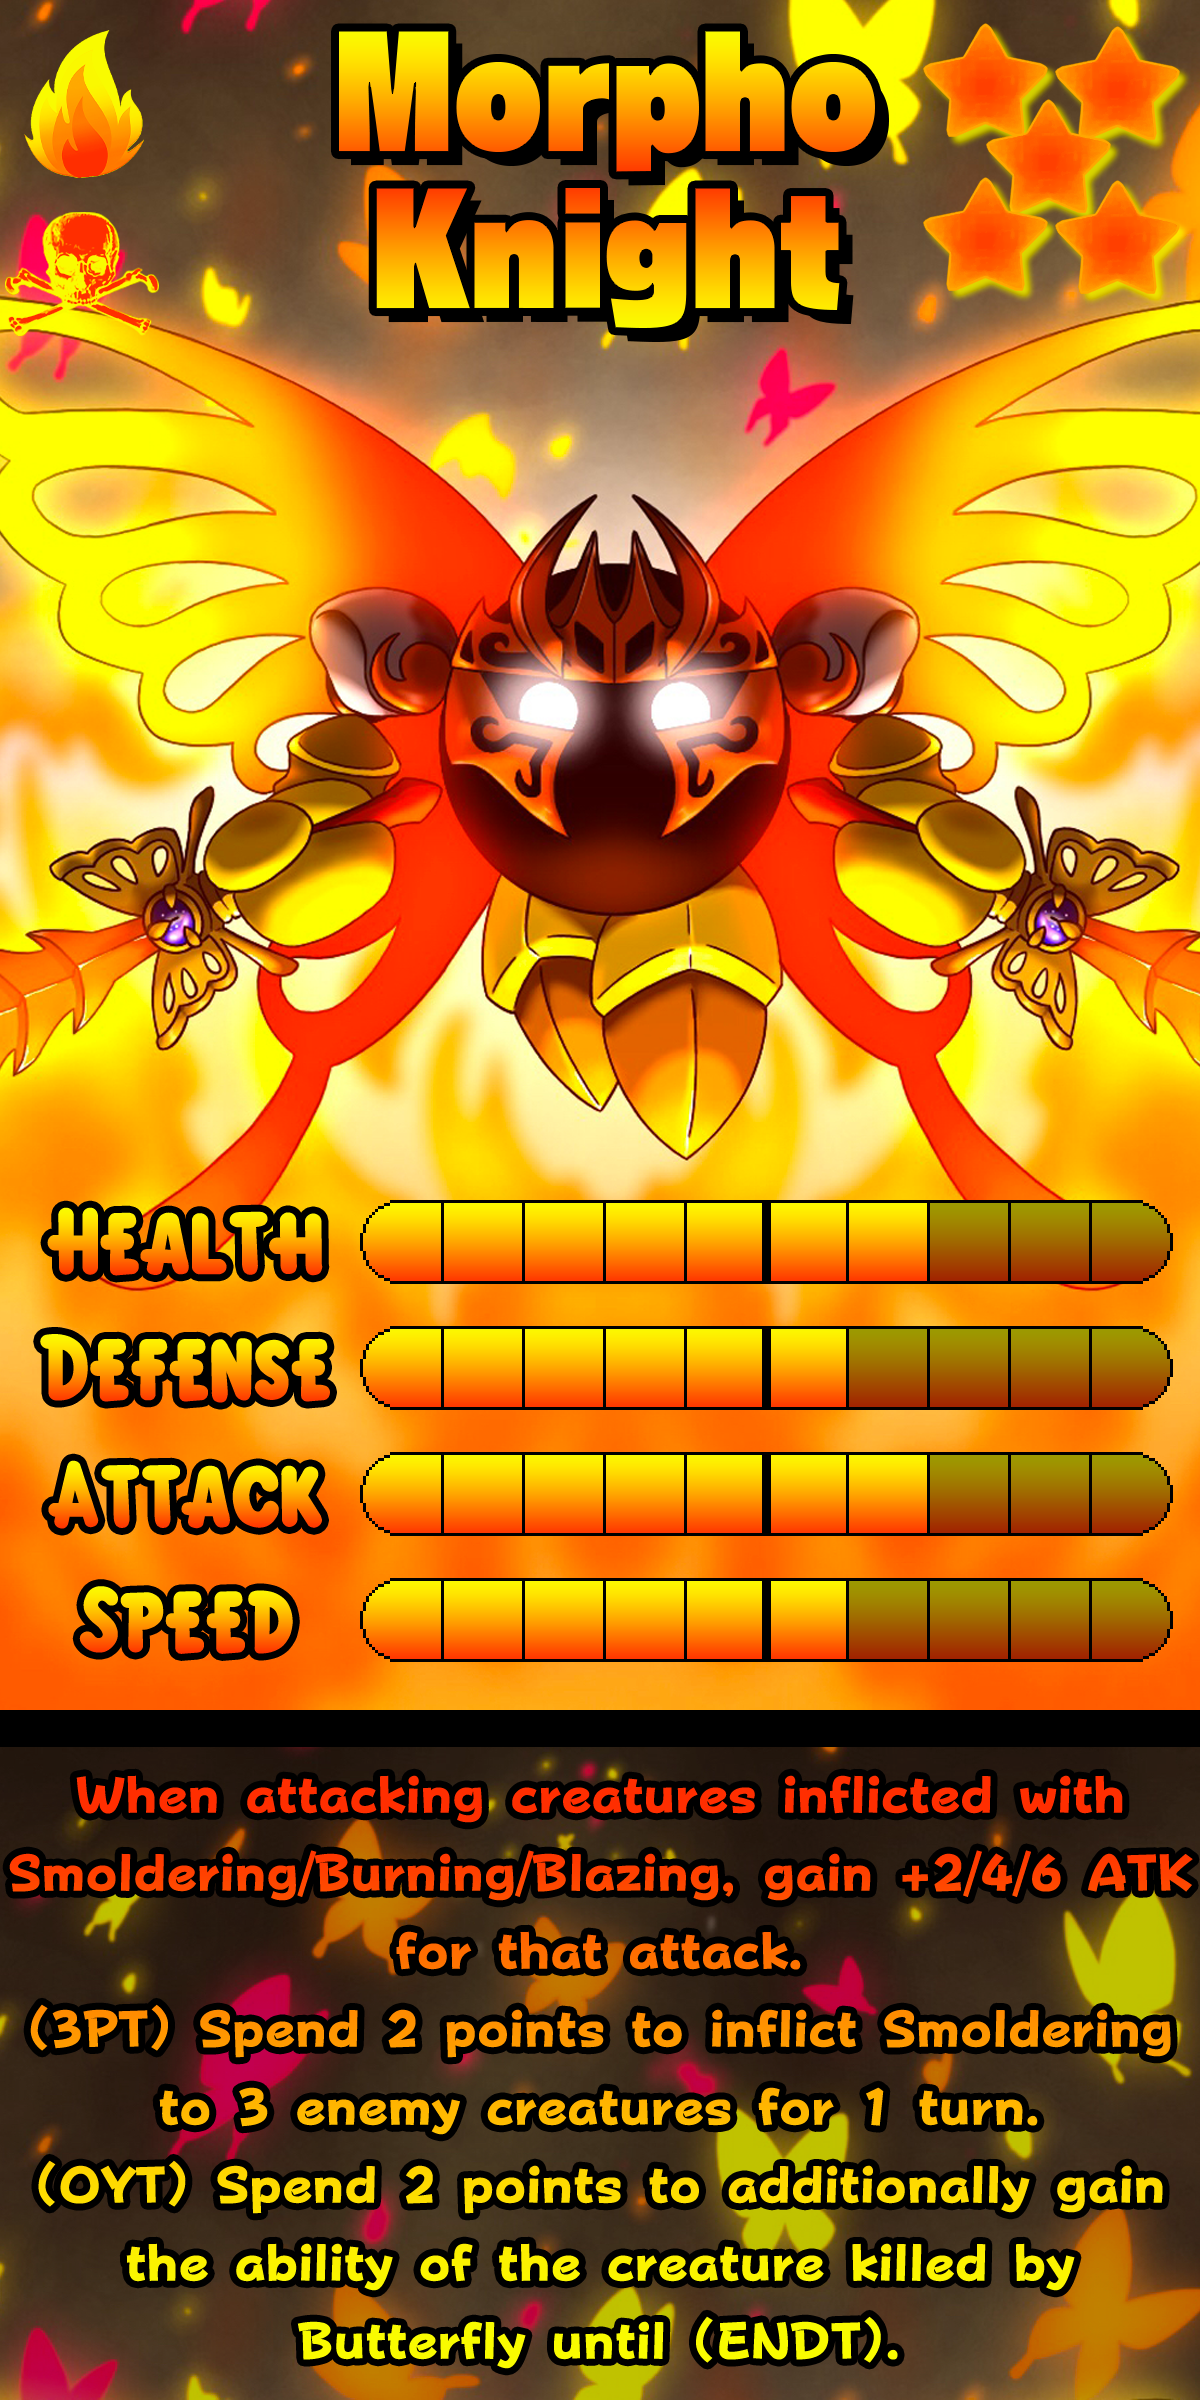 Morpho
Knight
HEALTH
DEFENSE
ATTACK
SPEED
When attacking creatures inflicted with
Smoldering/Burning/Blazing, gain +2/4/6 ATK
for that attack.
(3PT) Spend 2 points to inflict Smoldering
to 3 enemy creatures for 1 turn.
(OYT) Spend 2 points to additionally gain
the ability of the creature killed by
Butterfly until (ENDT).